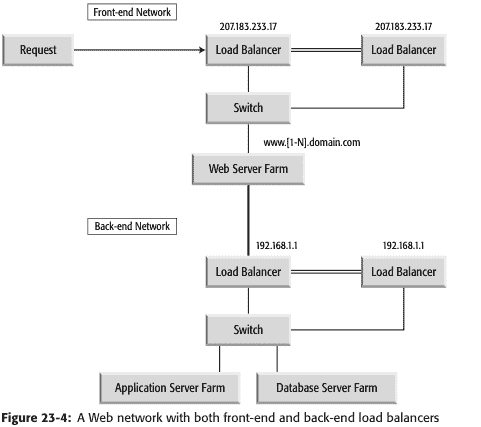 Front-end Network
207.183.233.17
207.183.233.17
Request
Load Balancer
Load Balancer
Switch
www.[1-N].domain.com
Web Server Farm
Back-end Network
192.168.1.1
192.168.1.1
Load Balancer
Load Balancer
Switch
Application Server Farm
Database Server Farm
Figure 23-4: A Web network with both front-end and back-end load balancers